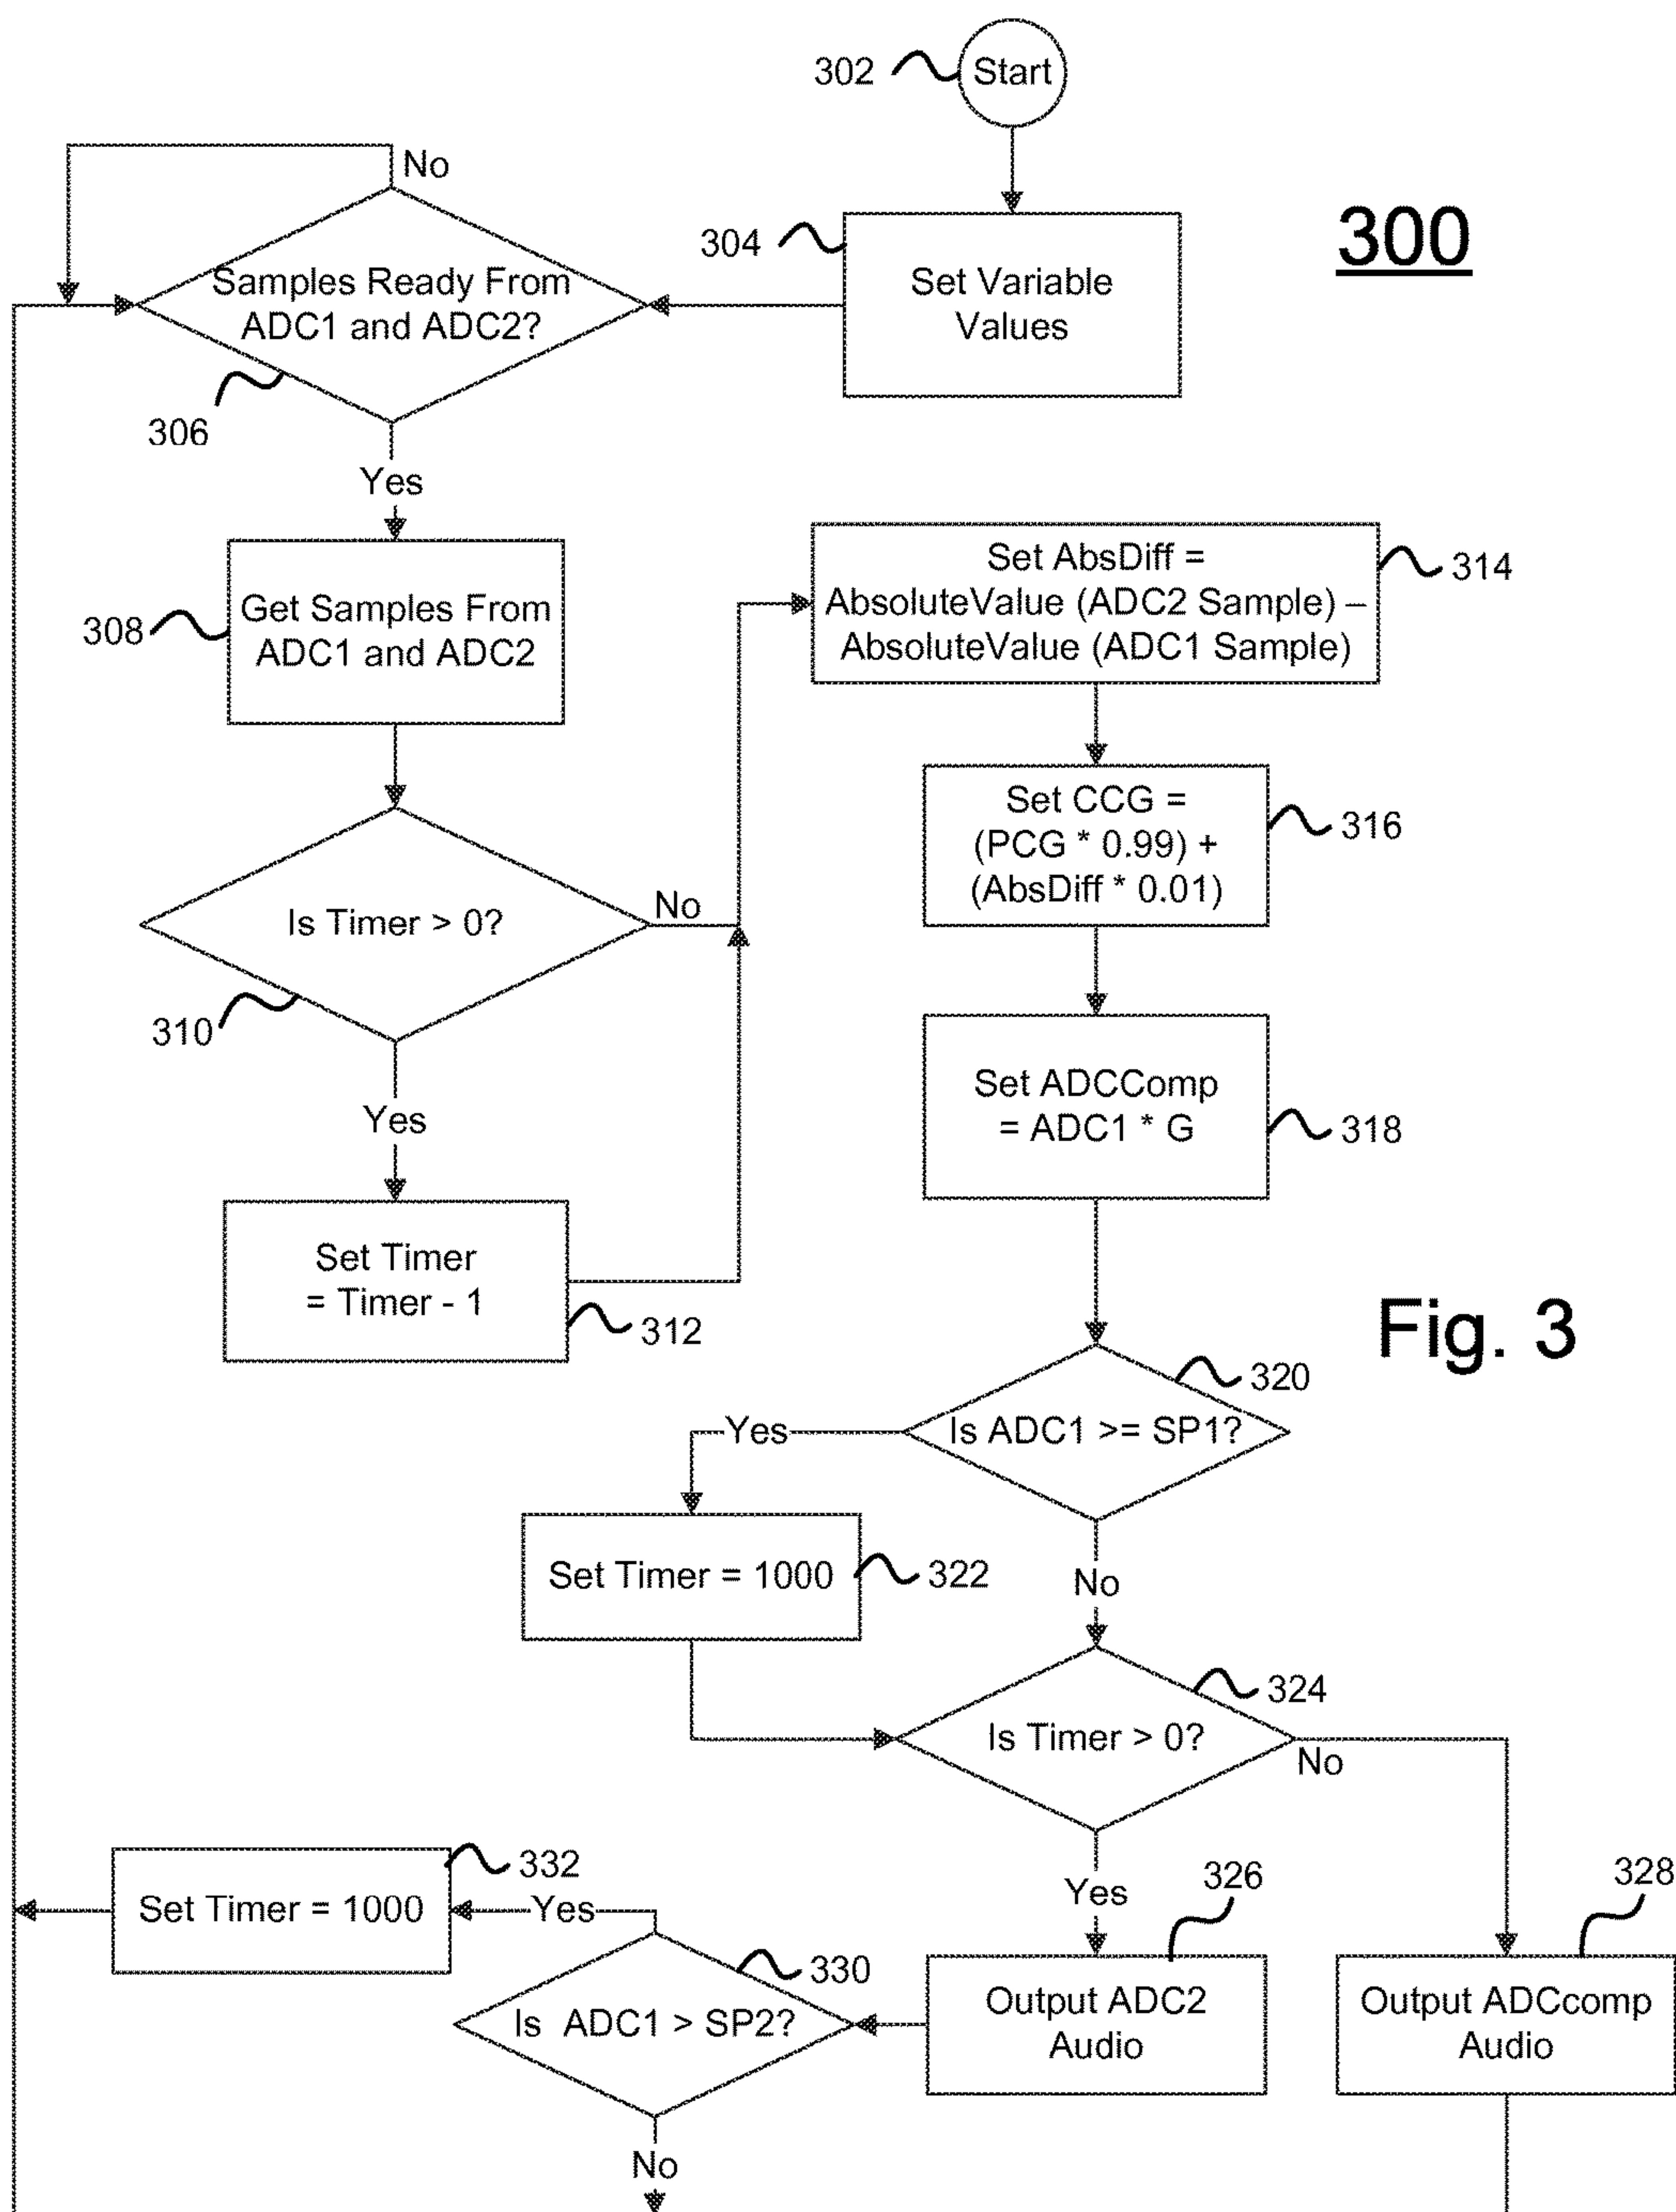 302
Start
300
304
Set Variable
Values
No
Samples Ready From
ADC1 and ADC2?
306
Yes
308
Get Samples From
ADC1 and ADC2
Is Timer > 0?
310
No
Yes
Set Timer
= Timer - 1
312
Set AbsDiff =
AbsoluteValue (ADC2 Sample) –
AbsoluteValue (ADC1 Sample)
314
Set CCG =
(PCG * 0.99) +
(AbsDiff * 0.01)
316
Set ADCComp
= ADC1 * G
318
Fig. 3
320
Is ADC1 >= SP1?
Yes
Set Timer = 1000
322
No
324
Is Timer > 0?
No
Yes
326
Output ADC2
Audio
328
Output ADCcomp
Audio
330
Is ADC1 > SP2?
Yes
332
Set Timer = 1000
No